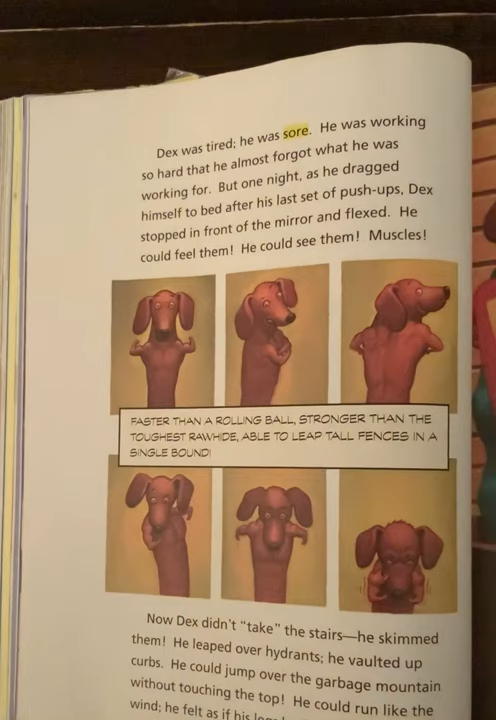 Dex was tired; he was sore. He was working
so hard that he almost forgot what he was
working for. But one night, as he dragged
himself to bed after his last set of push-ups, Dex
stopped in front of the mirror and flexed. He
could feel them! He could see them! Muscles!
FASTER THAN A ROLLING BALL, STRONGER THAN THE
TOUGHEST RAWHIDE, ABLE TO LEAP TALL FENCES IN A
SINGLE BOUND!
Now Dex didn't “take” the stairs—he skimmed
them! He leaped over hydrants; he vaulted up
curbs. He could jump over the garbage mountain
without touching the top! He could run like the
wind; he felt as if his